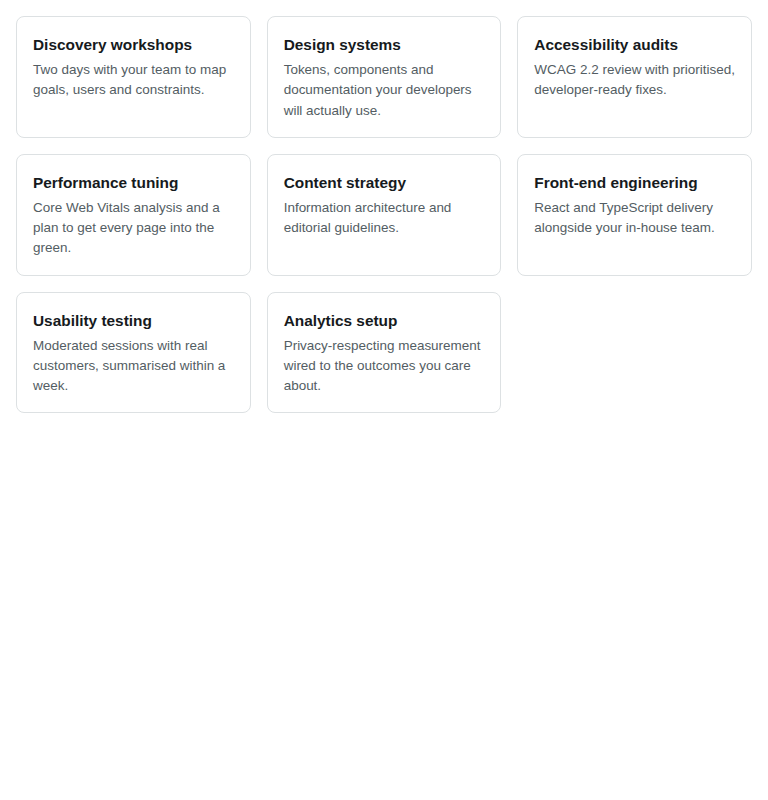 Discovery workshops
Two days with your team to map
goals, users and constraints.
Design systems
Tokens, components and
documentation your developers
will actually use.
Accessibility audits
WCAG 2.2 review with prioritised,
developer-ready fixes.
Performance tuning
Core Web Vitals analysis and a
plan to get every page into the
green.
Content strategy
Information architecture and
editorial guidelines.
Front-end engineering
React and TypeScript delivery
alongside your in-house team.
Usability testing
Moderated sessions with real
customers, summarised within a
week.
Analytics setup
Privacy-respecting measurement
wired to the outcomes you care
about.